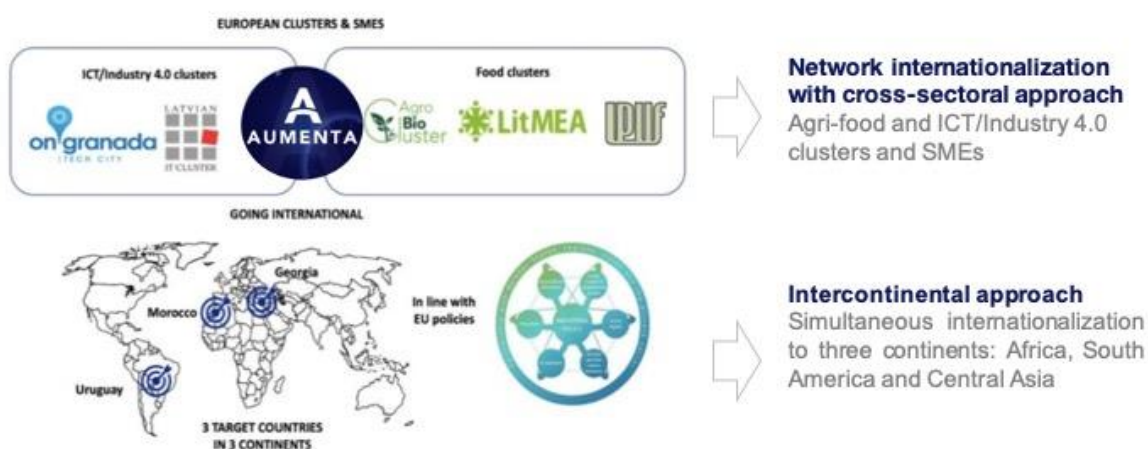 EUROPEAN CLUSTERS & SMES
ICT/Industry 4.0 clusters
Food clusters
onGranada
TECH CITY
LATVIAN
IT CLUSTER
AUMENTA
Agro
Bio
Cluster
LitMEA
IPIFF
Network internationalization
with cross-sectoral approach
Agri-food and ICT/Industry 4.0
clusters and SMEs
GOING INTERNATIONAL
Georgia
Morocco
Uruguay
3 TARGET COUNTRIES
IN 3 CONTINENTS
In line with
EU policies
Intercontinental approach
Simultaneous internationalization
to three continents: Africa, South
America and Central Asia